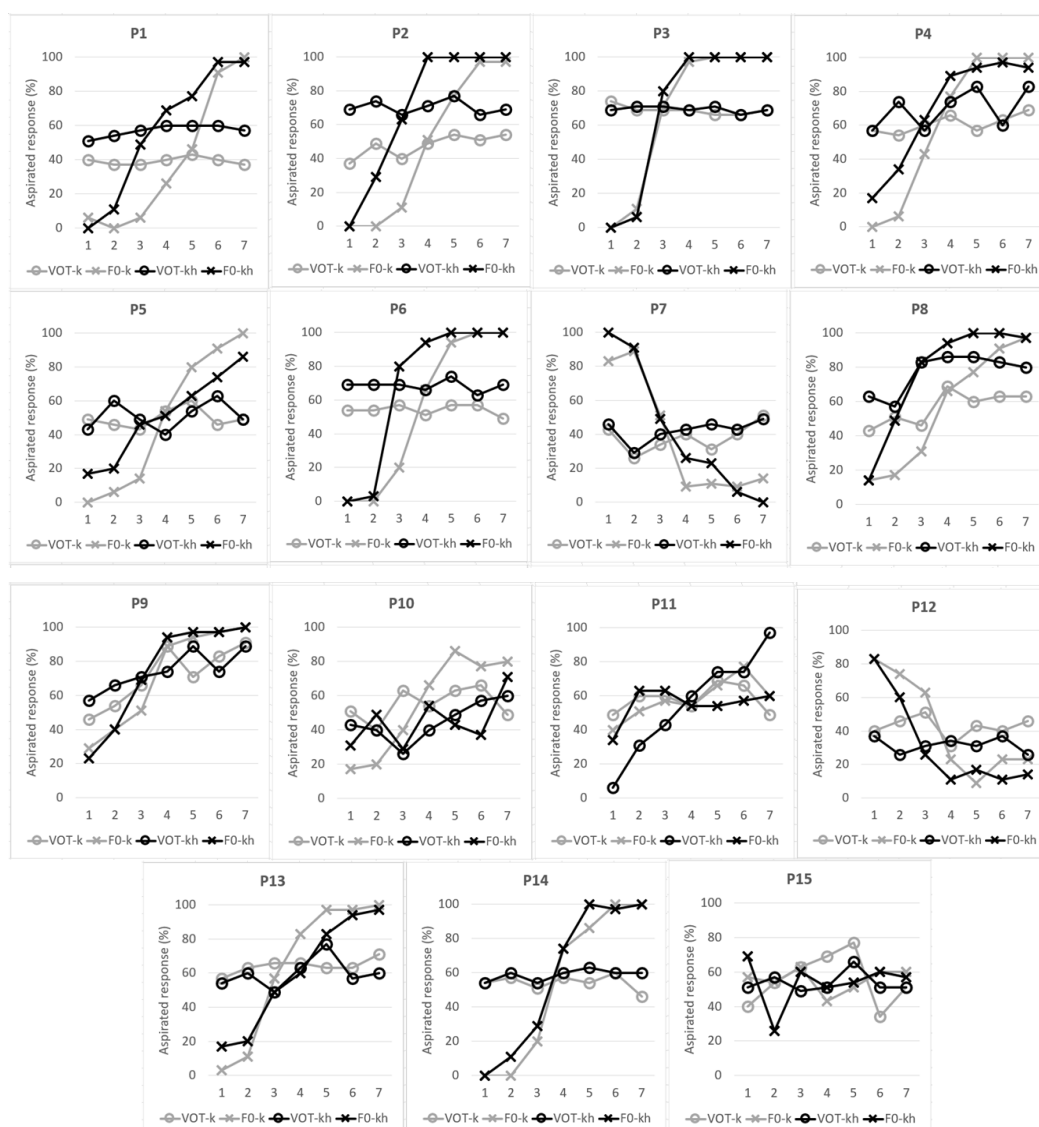 P1 P2 P3 P4
Aspirated response (%) Aspirated response (%) Aspirated response (%) Aspirated response (%)
100 100 100 100
80 80 80 80
60 60 60 60
40 40 40 40
20 20 20 20
0 0 0 0
1 2 3 4 5 6 7 1 2 3 4 5 6 7 1 2 3 4 5 6 7 1 2 3 4 5 6 7
VOT-k F0-k VOT-kh F0-kh VOT-k F0-k VOT-kh F0-kh VOT-k F0-k VOT-kh F0-kh VOT-k F0-k VOT-kh F0-kh
P5 P6 P7 P8
Aspirated response (%) Aspirated response (%) Aspirated response (%) Aspirated response (%)
100 100 100 100
80 80 80 80
60 60 60 60
40 40 40 40
20 20 20 20
0 0 0 0
1 2 3 4 5 6 7 1 2 3 4 5 6 7 1 2 3 4 5 6 7 1 2 3 4 5 6 7
VOT-k F0-k VOT-kh F0-kh VOT-k F0-k VOT-kh F0-kh VOT-k F0-k VOT-kh F0-kh VOT-k F0-k VOT-kh F0-kh
P9 P10 P11 P12
Aspirated response (%) Aspirated response (%) Aspirated response (%) Aspirated response (%)
100 100 100 100
80 80 80 80
60 60 60 60
40 40 40 40
20 20 20 20
0 0 0 0
1 2 3 4 5 6 7 1 2 3 4 5 6 7 1 2 3 4 5 6 7 1 2 3 4 5 6 7
VOT-k F0-k VOT-kh F0-kh VOT-k F0-k VOT-kh F0-kh VOT-k F0-k VOT-kh F0-kh VOT-k F0-k VOT-kh F0-kh
P13 P14 P15
Aspirated response (%) Aspirated response (%) Aspirated response (%)
100 100 100
80 80 80
60 60 60
40 40 40
20 20 20
0 0 0
1 2 3 4 5 6 7 1 2 3 4 5 6 7 1 2 3 4 5 6 7
VOT-k F0-k VOT-kh F0-kh VOT-k F0-k VOT-kh F0-kh VOT-k F0-k VOT-kh F0-kh